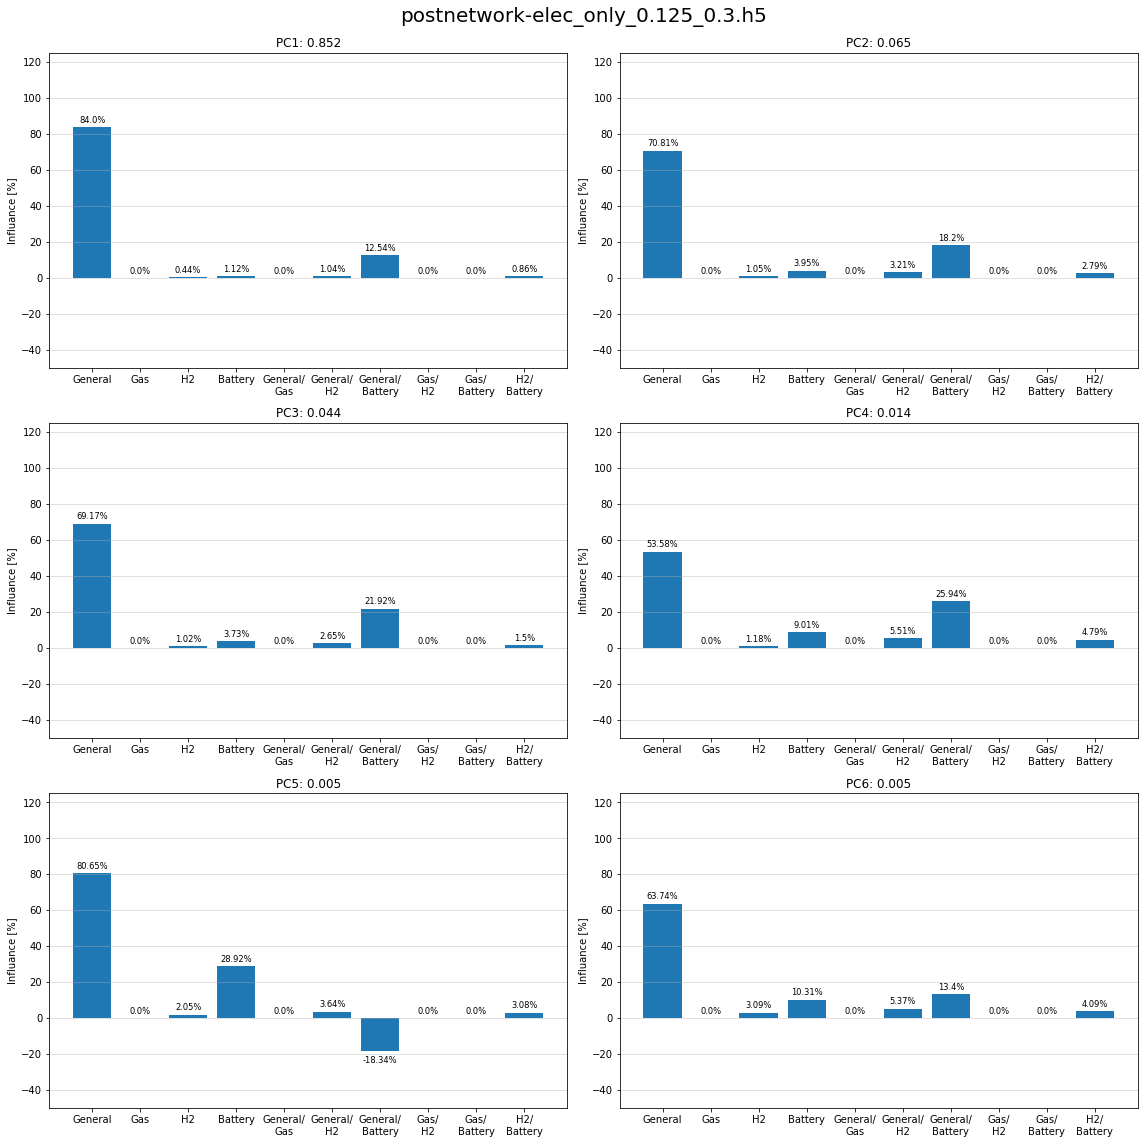 postnetwork-elec_only_0.125_0.3.h5
PC1: 0.852
Influance [%]
120
100
80
60
40
20
0
−20
−40
84.0%
0.0%
0.44%
1.12%
0.0%
1.04%
12.54%
0.0%
0.0%
0.86%
General
Gas
H2
Battery
General/
Gas
General/
H2
General/
Battery
Gas/
H2
Gas/
Battery
H2/
Battery
PC2: 0.065
Influance [%]
120
100
80
60
40
20
0
−20
−40
70.81%
0.0%
1.05%
3.95%
0.0%
3.21%
18.2%
0.0%
0.0%
2.79%
General
Gas
H2
Battery
General/
Gas
General/
H2
General/
Battery
Gas/
H2
Gas/
Battery
H2/
Battery
PC3: 0.044
Influance [%]
120
100
80
60
40
20
0
−20
−40
69.17%
0.0%
1.02%
3.73%
0.0%
2.65%
21.92%
0.0%
0.0%
1.5%
General
Gas
H2
Battery
General/
Gas
General/
H2
General/
Battery
Gas/
H2
Gas/
Battery
H2/
Battery
PC4: 0.014
Influance [%]
120
100
80
60
40
20
0
−20
−40
53.58%
0.0%
1.18%
9.01%
0.0%
5.51%
25.94%
0.0%
0.0%
4.79%
General
Gas
H2
Battery
General/
Gas
General/
H2
General/
Battery
Gas/
H2
Gas/
Battery
H2/
Battery
PC5: 0.005
Influance [%]
120
100
80
60
40
20
0
−20
−40
80.65%
0.0%
2.05%
28.92%
0.0%
3.64%
-18.34%
0.0%
0.0%
3.08%
General
Gas
H2
Battery
General/
Gas
General/
H2
General/
Battery
Gas/
H2
Gas/
Battery
H2/
Battery
PC6: 0.005
Influance [%]
120
100
80
60
40
20
0
−20
−40
63.74%
0.0%
3.09%
10.31%
0.0%
5.37%
13.4%
0.0%
0.0%
4.09%
General
Gas
H2
Battery
General/
Gas
General/
H2
General/
Battery
Gas/
H2
Gas/
Battery
H2/
Battery